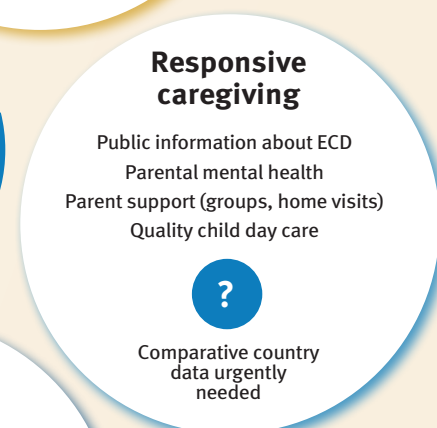 Responsive
caregiving
Public information about ECD
Parental mental health
Parent support (groups, home visits)
Quality child day care
?
Comparative country
data urgently
needed